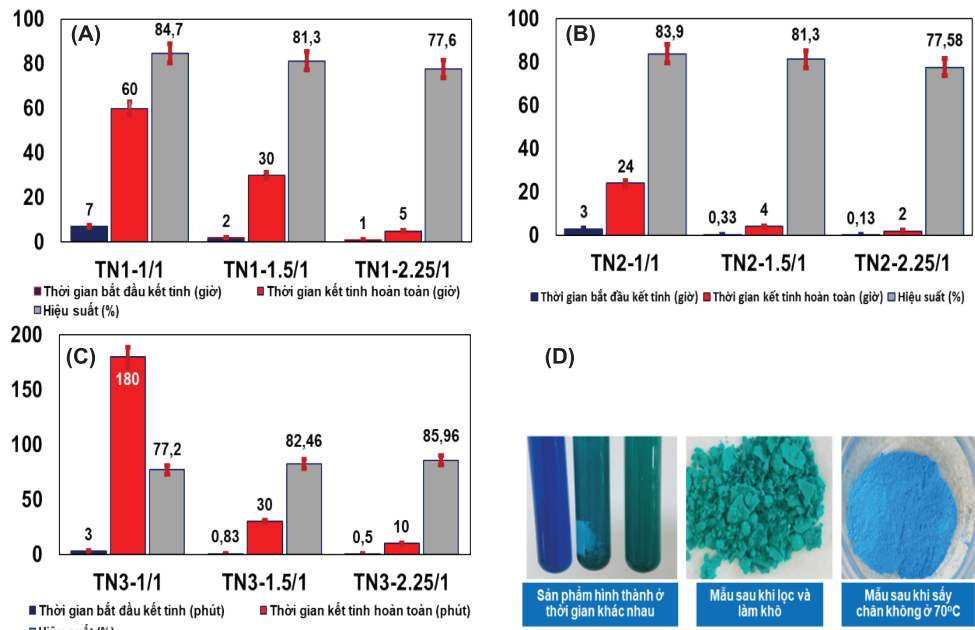 (A)
100
80
60
40
20
0
84,7
81,3
77,6
60
30
7
2
1
5
TN1-1/1 TN1-1.5/1 TN1-2.25/1
Thời gian bắt đầu kết tinh (giờ) Thời gian kết tinh hoàn toàn (giờ)
Hiệu suất (%)
(B)
100
80
60
40
20
0
83,9
81,3
77,58
24
3
0,33
4
0,13
2
TN2-1/1 TN2-1.5/1 TN2-2.25/1
Thời gian bắt đầu kết tinh (giờ) Thời gian kết tinh hoàn toàn (giờ) Hiệu suất (%)
(C)
200
150
100
50
0
180
77,2
82,46
85,96
3
0,83
30
0,5
10
TN3-1/1 TN3-1.5/1 TN3-2.25/1
Thời gian bắt đầu kết tinh (phút) Thời gian kết tinh hoàn toàn (phút)
Hiệu suất (%)
(D)
Sản phẩm hình thành ở
thời gian khác nhau
Mẫu sau khi lọc và
làm khô
Mẫu sau khi sấy
chân không ở 70ºC